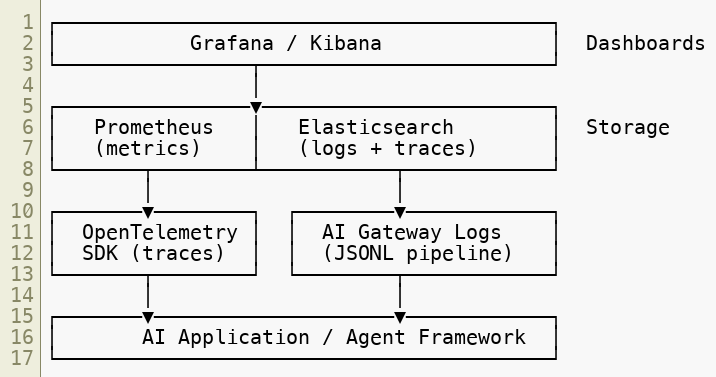 1
2 Grafana / Kibana Dashboards
3
4
5
6 Prometheus Elasticsearch Storage
7 (metrics) (logs + traces)
8
9
10
11 OpenTelemetry AI Gateway Logs
12 SDK (traces) (JSONL pipeline)
13
14
15
16 AI Application / Agent Framework
17